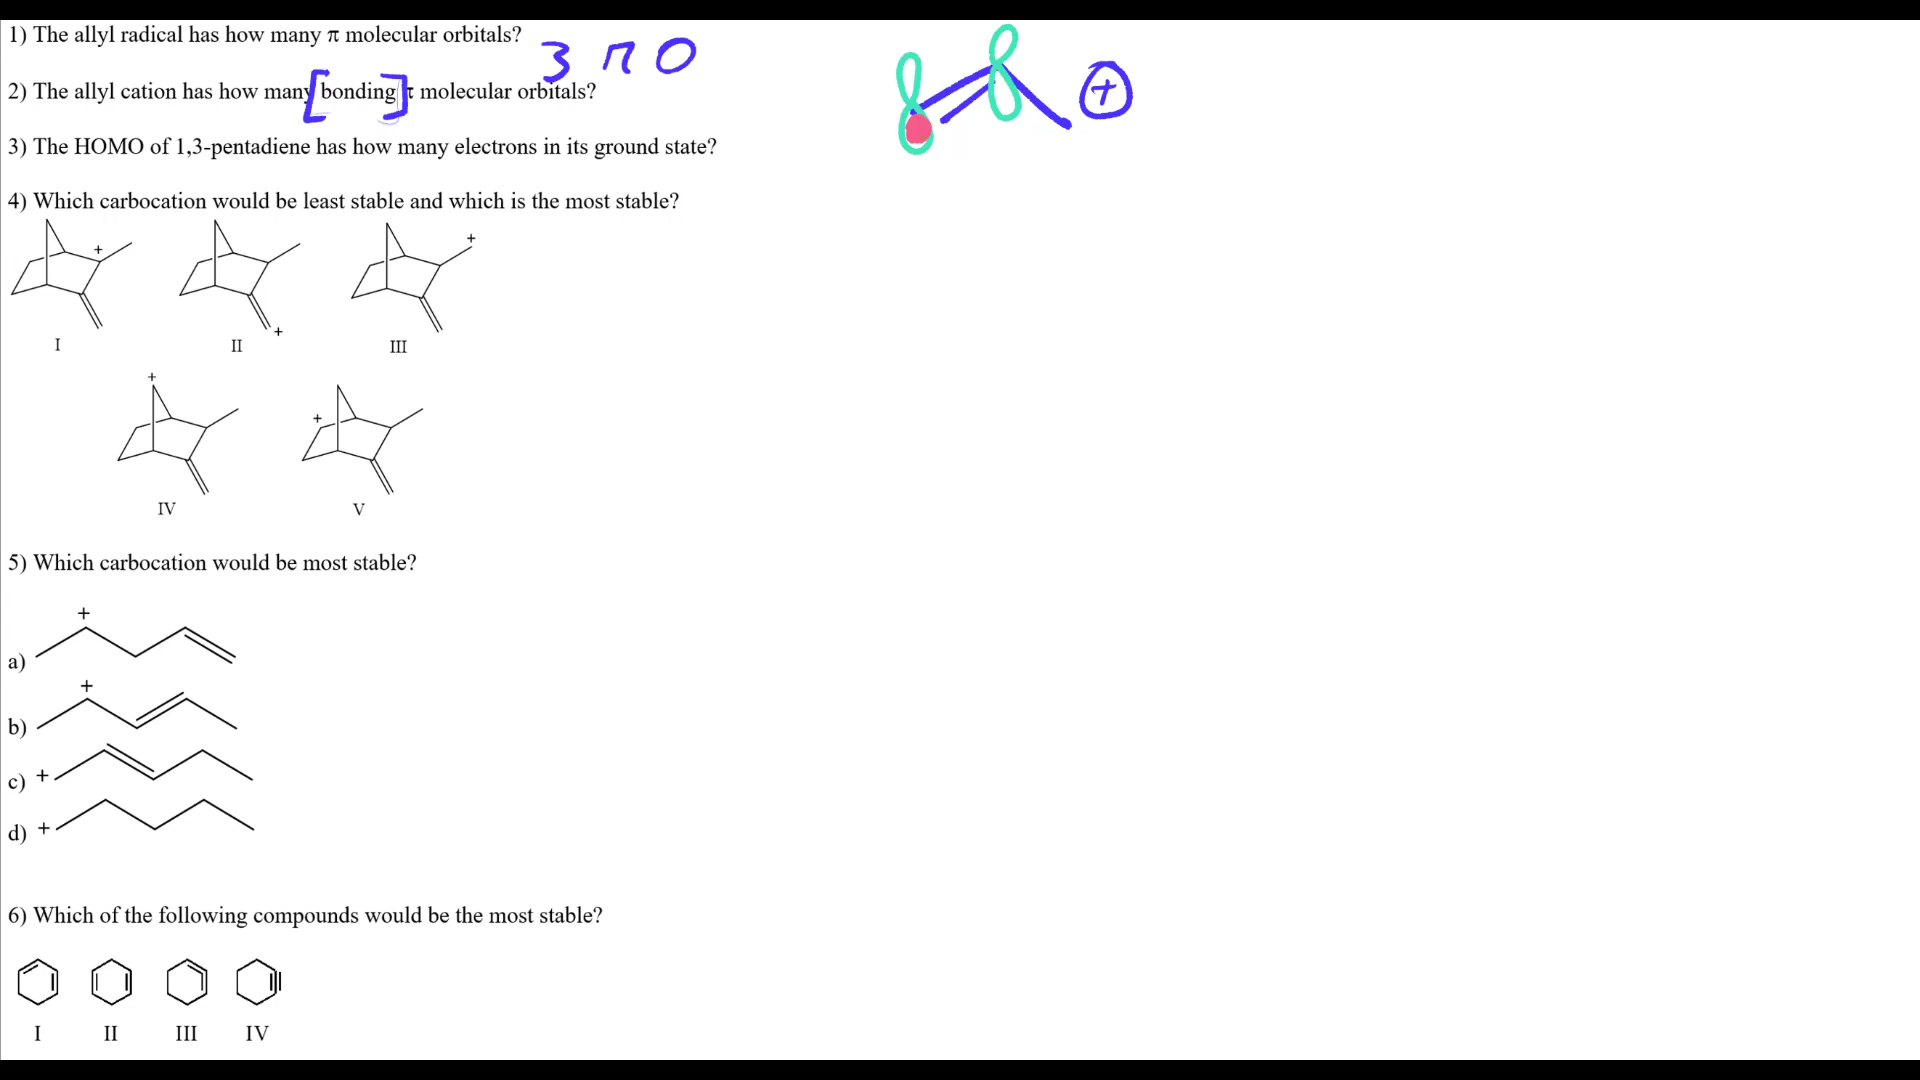 1) The allyl radical has how many π molecular orbitals?
3 π O
2) The allyl cation has how many [bonding] π molecular orbitals?
+
3) The HOMO of 1,3-pentadiene has how many electrons in its ground state?
4) Which carbocation would be least stable and which is the most stable?
+
+
+
I II III
+
+
IV V
5) Which carbocation would be most stable?
+
a)
+
b)
c) +
d) +
6) Which of the following compounds would be the most stable?
I II III IV